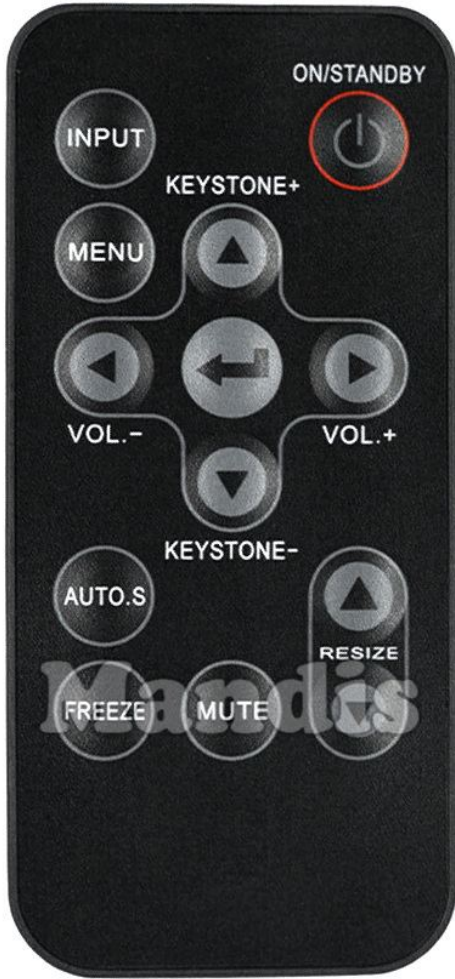 ON/STANDBY
INPUT
KEYSTONE+
MENU
VOL.-
VOL.+
KEYSTONE-
AUTO.S
RESIZE
FREEZE
MUTE
Mandis